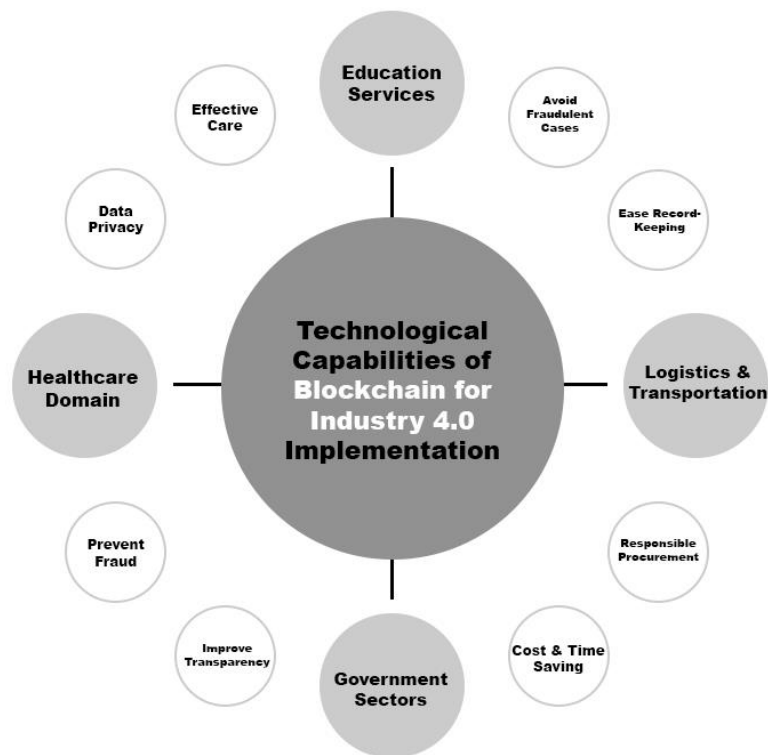 Education
Services
Effective
Care
Avoid
Fraudulent
Cases
Data
Privacy
Ease Record-
Keeping
Technological
Capabilities of
Blockchain for
Industry 4.0
Implementation
Healthcare
Domain
Logistics &
Transportation
Prevent
Fraud
Responsible
Procurement
Improve
Transparency
Cost & Time
Saving
Government
Sectors